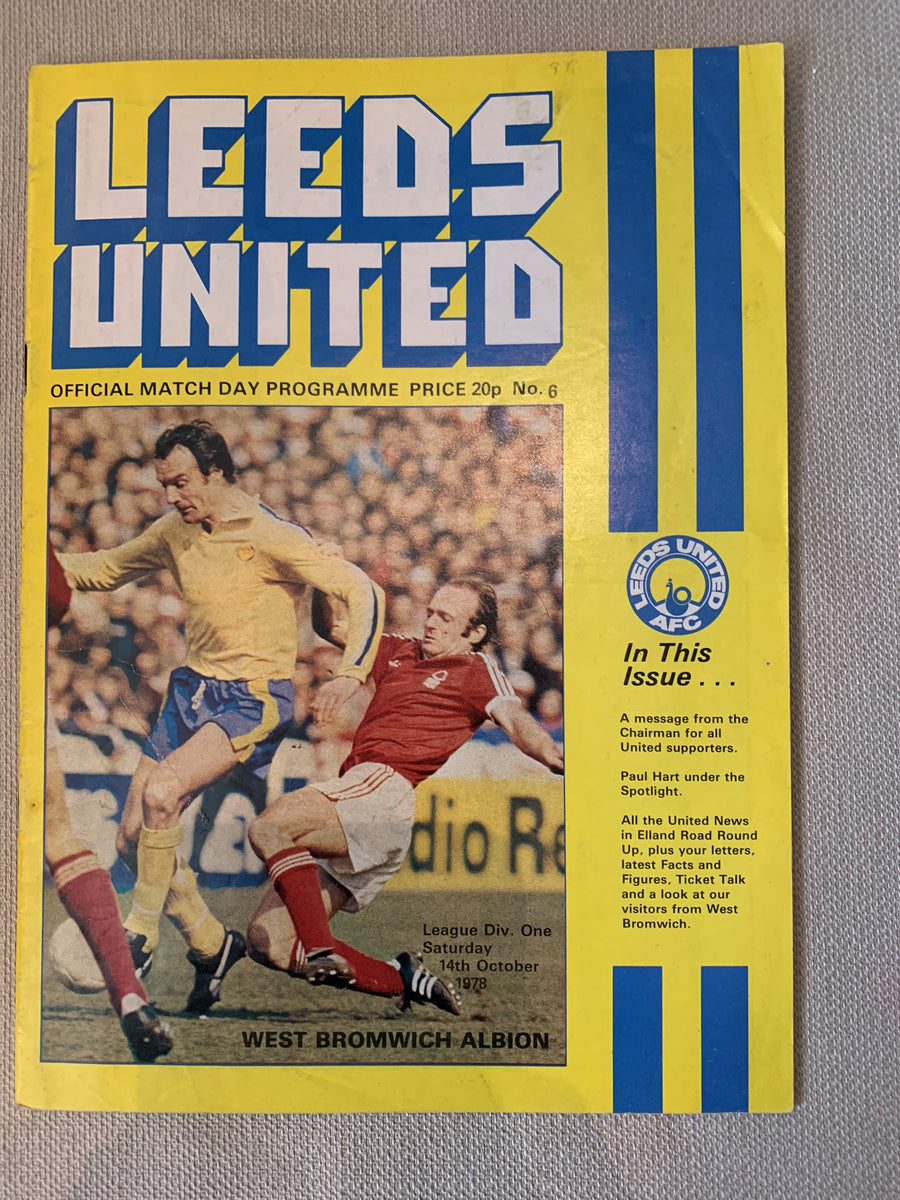 LEEDS
UNITED
OFFICIAL MATCH DAY PROGRAMME PRICE 20p No. 6
LEEDS UNITED
AFC
In This
Issue . . .
A message from the
Chairman for all
United supporters.
Paul Hart under the
Spotlight.
All the United News
in Elland Road Round
Up, plus your letters,
latest Facts and
Figures, Ticket Talk
and a look at our
visitors from West
Bromwich.
dio Re
League Div. One
Saturday
14th October
1978
WEST BROMWICH ALBION